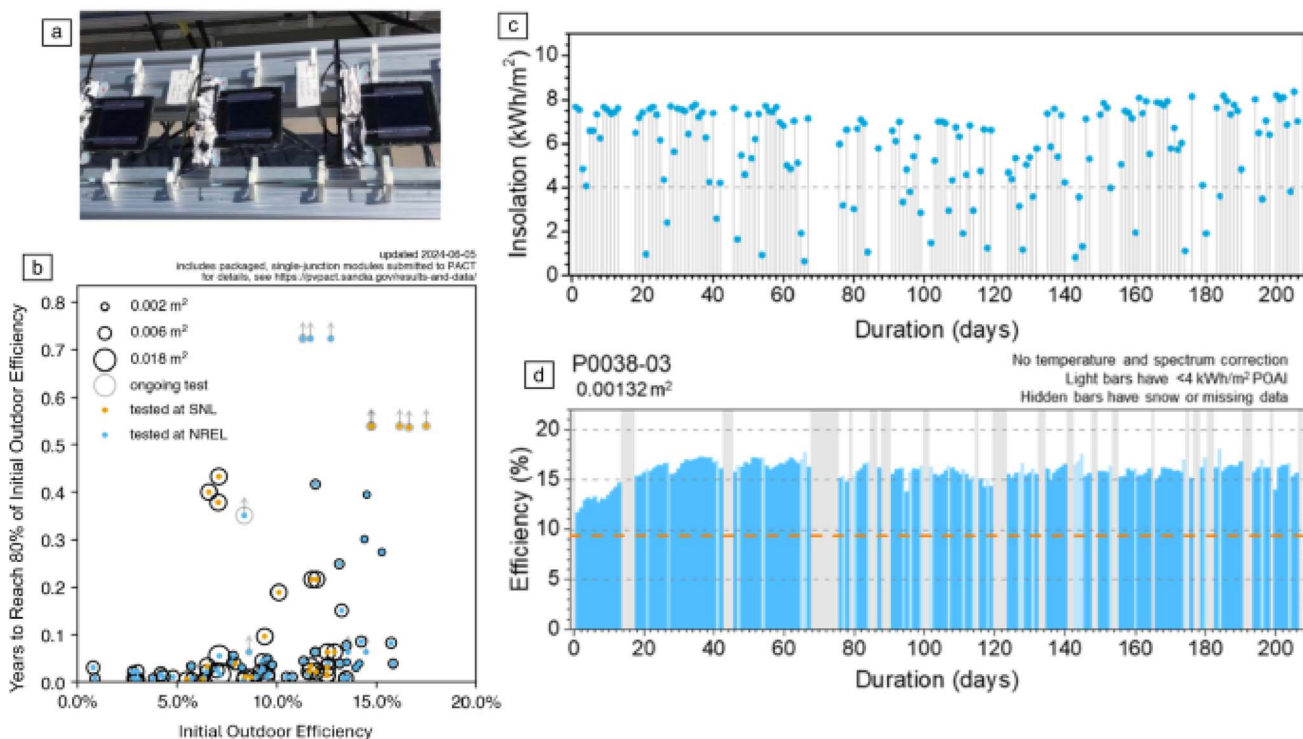 a
b
updated 2024-06-05
includes packaged, single-junction modules submitted to PACT
for details, see https://pvpact.sandia.gov/results-and-data/
Years to Reach 80% of Initial Outdoor Efficiency
0.8
0.7
0.6
0.5
0.4
0.3
0.2
0.1
0.0
0.002 m²
0.006 m²
0.018 m²
ongoing test
tested at SNL
tested at NREL
0.0%
5.0%
10.0%
15.0%
20.0%
Initial Outdoor Efficiency
c
Insolation (kWh/m²)
10
8
6
4
2
0
0
20
40
60
80
100
120
140
160
180
200
Duration (days)
d
P0038-03
0.00132 m²
No temperature and spectrum correction
Light bars have <4 kWh/m² POAI
Hidden bars have snow or missing data
Efficiency (%)
20
15
10
5
0
0
20
40
60
80
100
120
140
160
180
200
Duration (days)